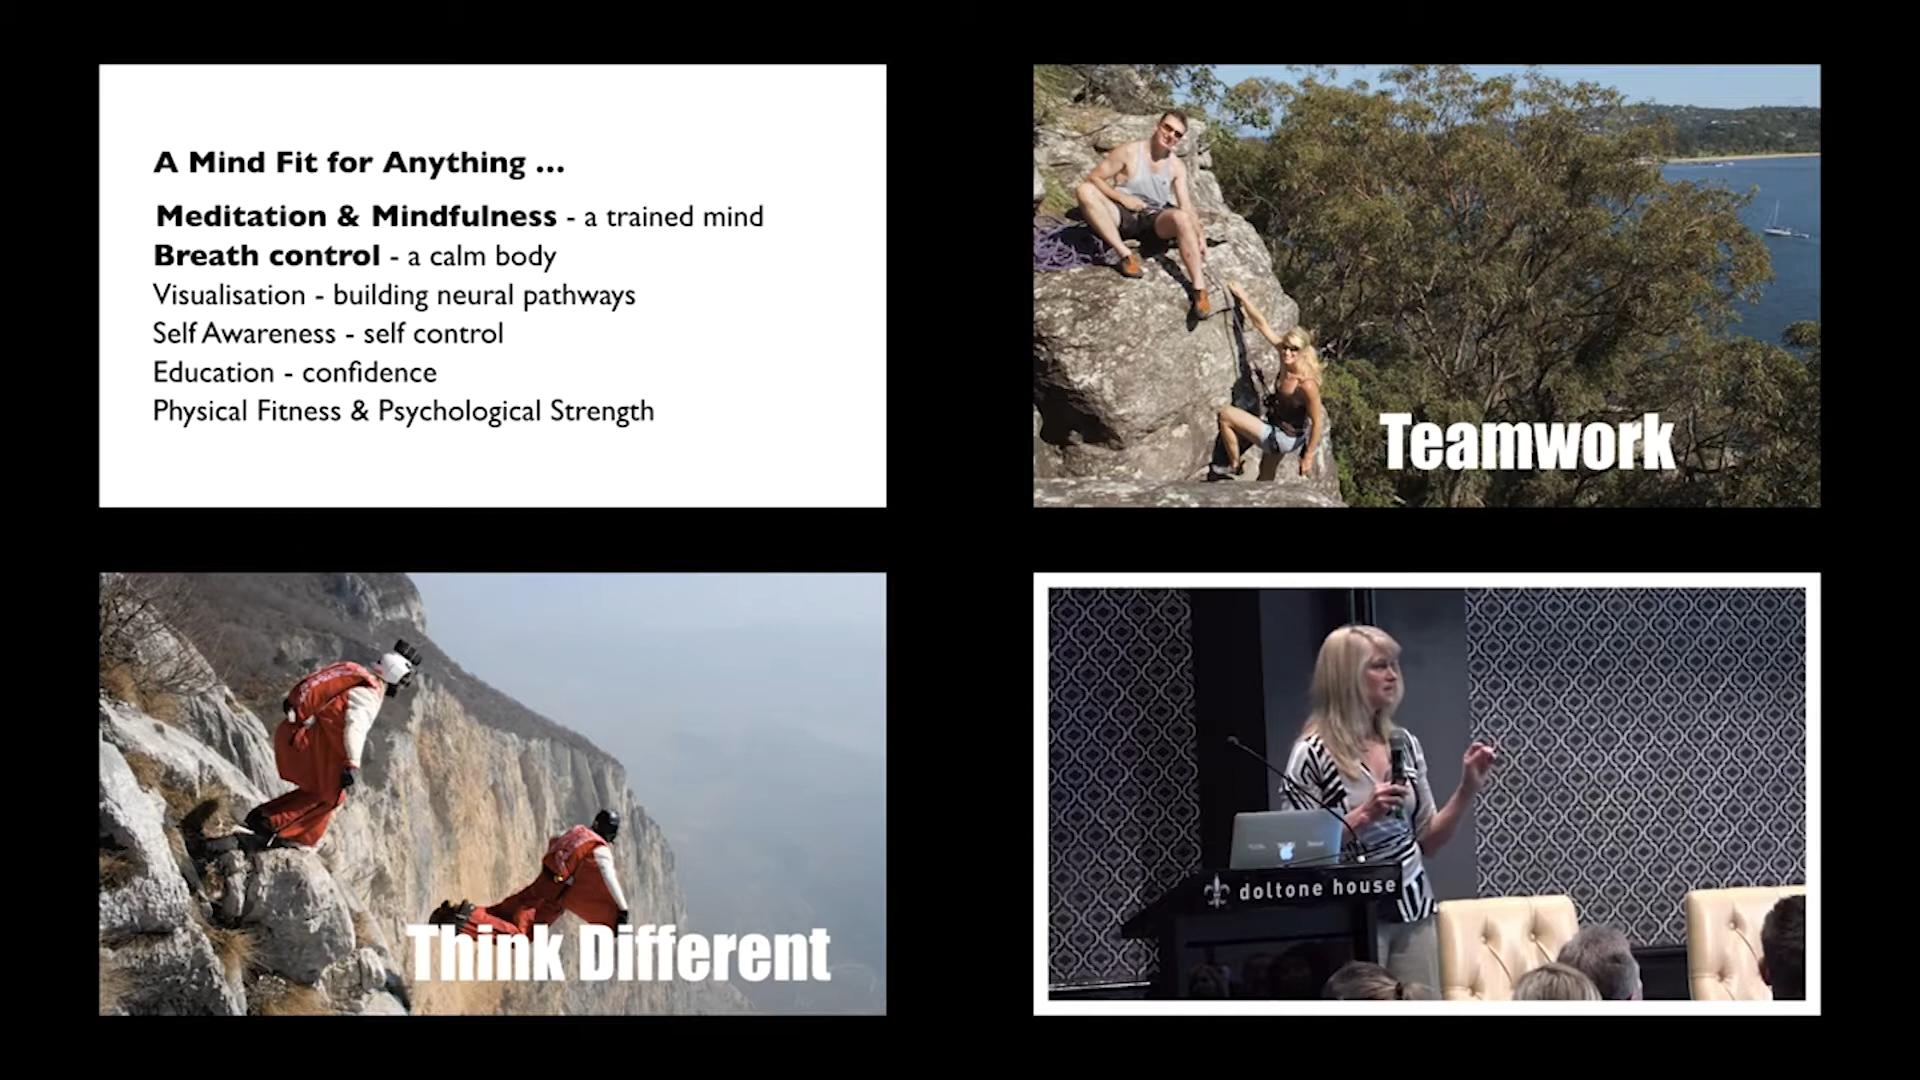 A Mind Fit for Anything ...
Meditation & Mindfulness - a trained mind
Breath control - a calm body
Visualisation - building neural pathways
Self Awareness - self control
Education - confidence
Physical Fitness & Psychological Strength
Teamwork
Think Different
doltone house